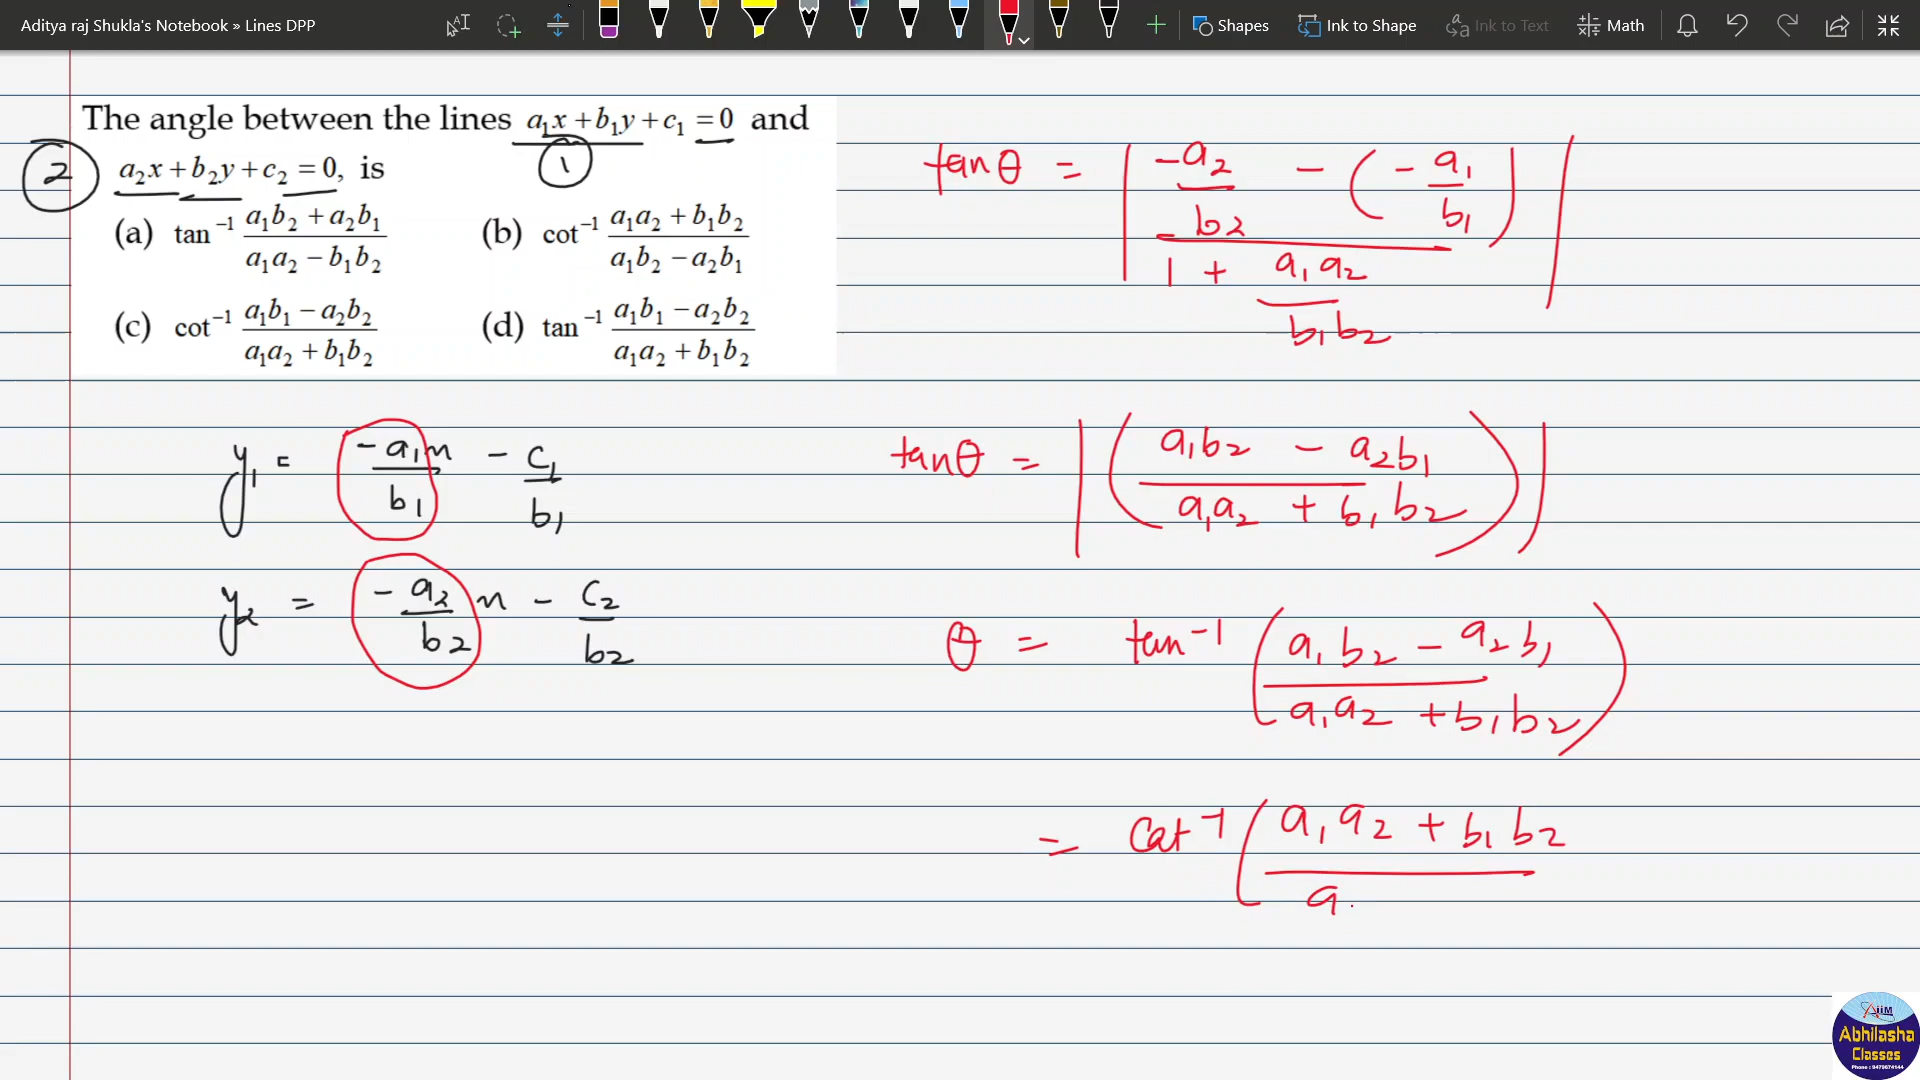 Aditya raj Shukla's Notebook » Lines DPP
Shapes
Ink to Shape
Ink to Text
Math
The angle between the lines a₁x + b₁y + c₁ = 0 and
1
2
a₂x + b₂y + c₂ = 0, is
(a) tan⁻¹ (a₁b₂ + a₂b₁)/(a₁a₂ − b₁b₂)
(b) cot⁻¹ (a₁a₂ + b₁b₂)/(a₁b₂ − a₂b₁)
(c) cot⁻¹ (a₁b₁ − a₂b₂)/(a₁a₂ + b₁b₂)
(d) tan⁻¹ (a₁b₁ − a₂b₂)/(a₁a₂ + b₁b₂)
y₁ = -a₁x/b₁ - c₁/b₁
y₂ = -a₂/b₂ x - c₂/b₂
tanθ = | (-a₂/b₂ - (-a₁/b₁)) / (1 + a₁a₂/b₁b₂) |
tanθ = | ((a₁b₂ - a₂b₁)/(a₁a₂ + b₁b₂)) |
θ = tan⁻¹ ((a₁b₂ - a₂b₁)/(a₁a₂ + b₁b₂))
= Cot⁻¹ ((a₁a₂ + b₁b₂)/a
AiiM
Abhilasha
Classes
Phone : 9479674144